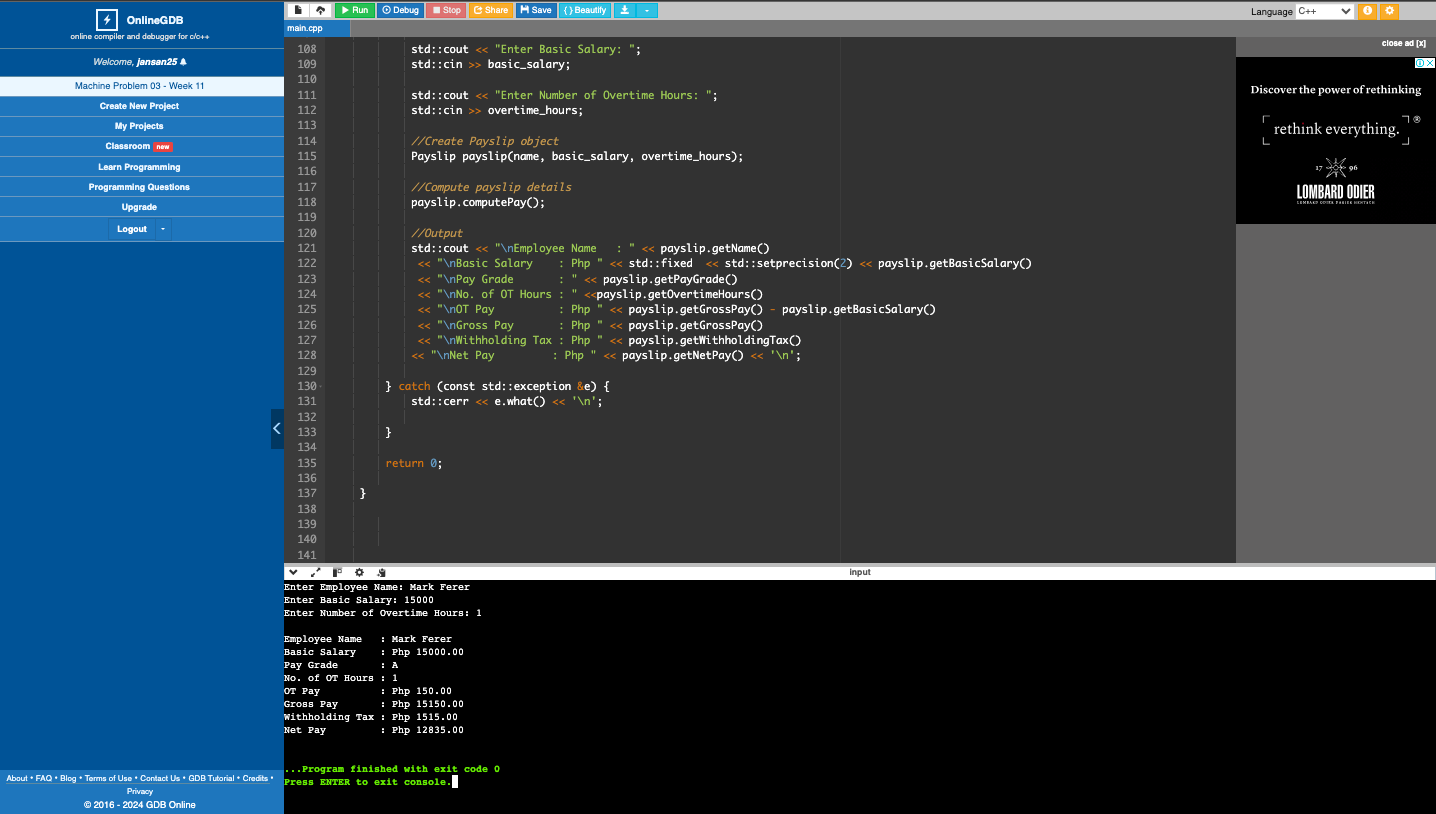 OnlineGDB
online compiler and debugger for c/c++
Welcome, jansan25
Machine Problem 03 - Week 11
Create New Project
My Projects
Classroom new
Learn Programming
Programming Questions
Upgrade
Logout
About • FAQ • Blog • Terms of Use • Contact Us • GDB Tutorial • Credits •
Privacy
© 2016 - 2024 GDB Online
Run Debug Stop Share Save {} Beautify
Language C++
main.cpp
108 std::cout << "Enter Basic Salary: ";
109 std::cin >> basic_salary;
110
111 std::cout << "Enter Number of Overtime Hours: ";
112 std::cin >> overtime_hours;
113
114 //Create Payslip object
115 Payslip payslip(name, basic_salary, overtime_hours);
116
117 //Compute payslip details
118 payslip.computePay();
119
120 //Output
121 std::cout << "\nEmployee Name   : " << payslip.getName()
122 << "\nBasic Salary    : Php " << std::fixed  << std::setprecision(2) << payslip.getBasicSalary()
123 << "\nPay Grade       : " << payslip.getPayGrade()
124 << "\nNo. of OT Hours : " <<payslip.getOvertimeHours()
125 << "\nOT Pay          : Php " << payslip.getGrossPay() - payslip.getBasicSalary()
126 << "\nGross Pay       : Php " << payslip.getGrossPay()
127 << "\nWithholding Tax : Php " << payslip.getWithholdingTax()
128 << "\nNet Pay         : Php " << payslip.getNetPay() << '\n';
129
130 } catch (const std::exception &e) {
131 std::cerr << e.what() << '\n';
132
133 }
134
135 return 0;
136
137 }
138
139
140
141
close ad [x]
Discover the power of rethinking
rethink everything. ®
17 96
LOMBARD ODIER
LOMBARD ODIER DARIER HENTSCH
input
Enter Employee Name: Mark Ferer
Enter Basic Salary: 15000
Enter Number of Overtime Hours: 1
Employee Name   : Mark Ferer
Basic Salary    : Php 15000.00
Pay Grade       : A
No. of OT Hours : 1
OT Pay          : Php 150.00
Gross Pay       : Php 15150.00
Withholding Tax : Php 1515.00
Net Pay         : Php 12835.00
...Program finished with exit code 0
Press ENTER to exit console.